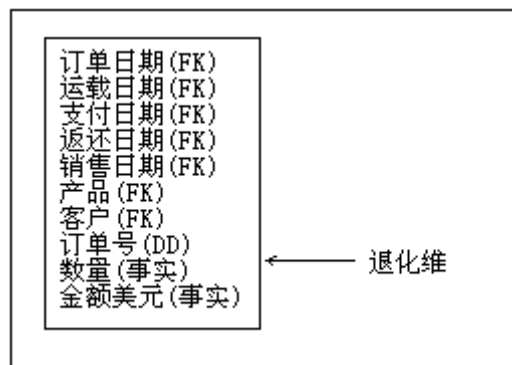 订单日期(FK)
运载日期(FK)
支付日期(FK)
返还日期(FK)
销售日期(FK)
产品(FK)
客户(FK)
订单号(DD)
数量(事实)
金额美元(事实)
退化维